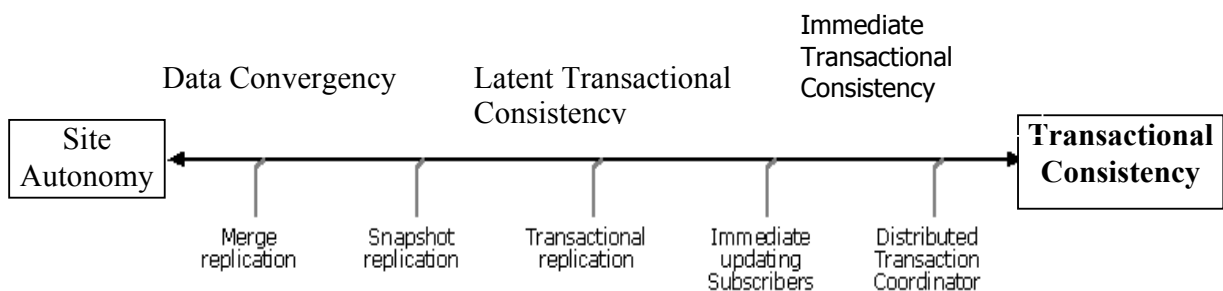 Immediate
Transactional
Consistency
Data Convergency
Latent Transactional
Consistency
Site
Autonomy
Transactional
Consistency
Merge
replication
Snapshot
replication
Transactional
replication
Immediate
updating
Subscribers
Distributed
Transaction
Coordinator